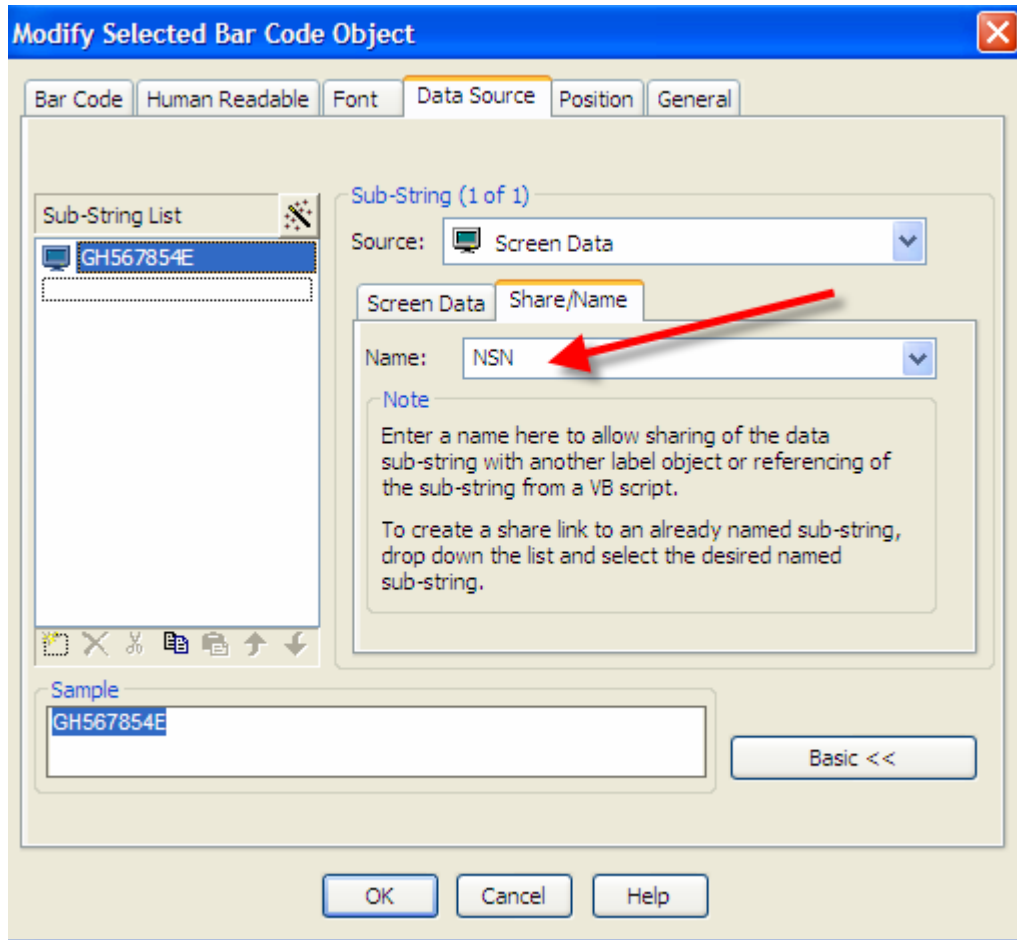 Modify Selected Bar Code Object
Bar Code Human Readable Font Data Source Position General
Sub-String List
GH567854E
Sub-String (1 of 1)
Source: Screen Data
Screen Data Share/Name
Name: NSN
Note
Enter a name here to allow sharing of the data
sub-string with another label object or referencing of
the sub-string from a VB script.
To create a share link to an already named sub-string,
drop down the list and select the desired named
sub-string.
Sample
GH567854E
Basic <<
OK Cancel Help